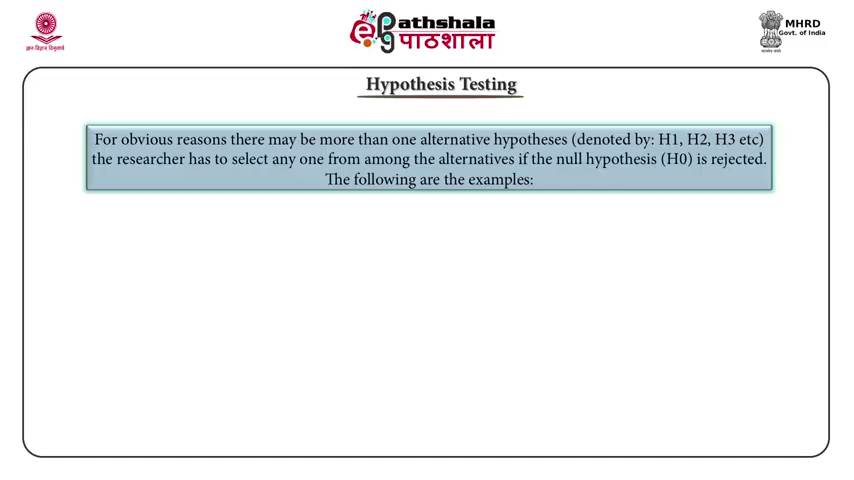 ePathshala
पाठशाला
ज्ञान-विज्ञान विमुक्तये
MHRD
Govt. of India
Hypothesis Testing
For obvious reasons there may be more than one alternative hypotheses (denoted by: H1, H2, H3 etc)
the researcher has to select any one from among the alternatives if the null hypothesis (H0) is rejected.
The following are the examples: